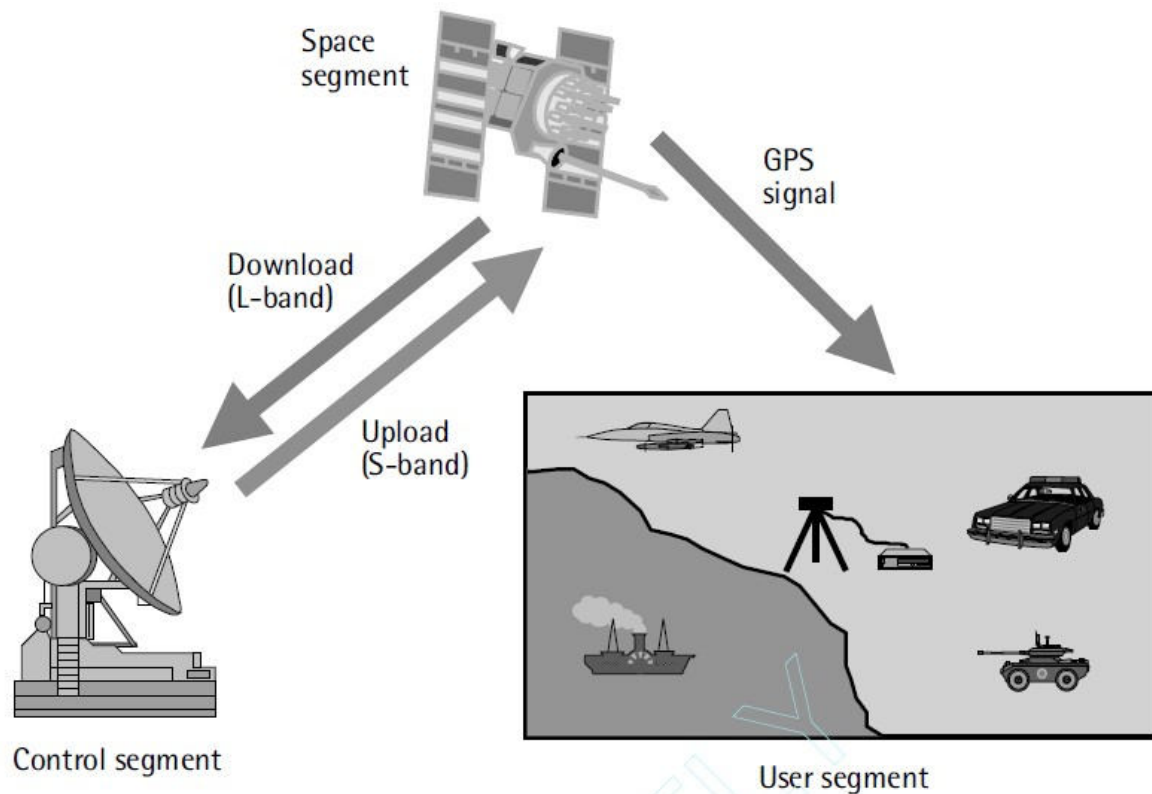 Space
segment
GPS
signal
Download
(L-band)
Upload
(S-band)
Control segment
User segment